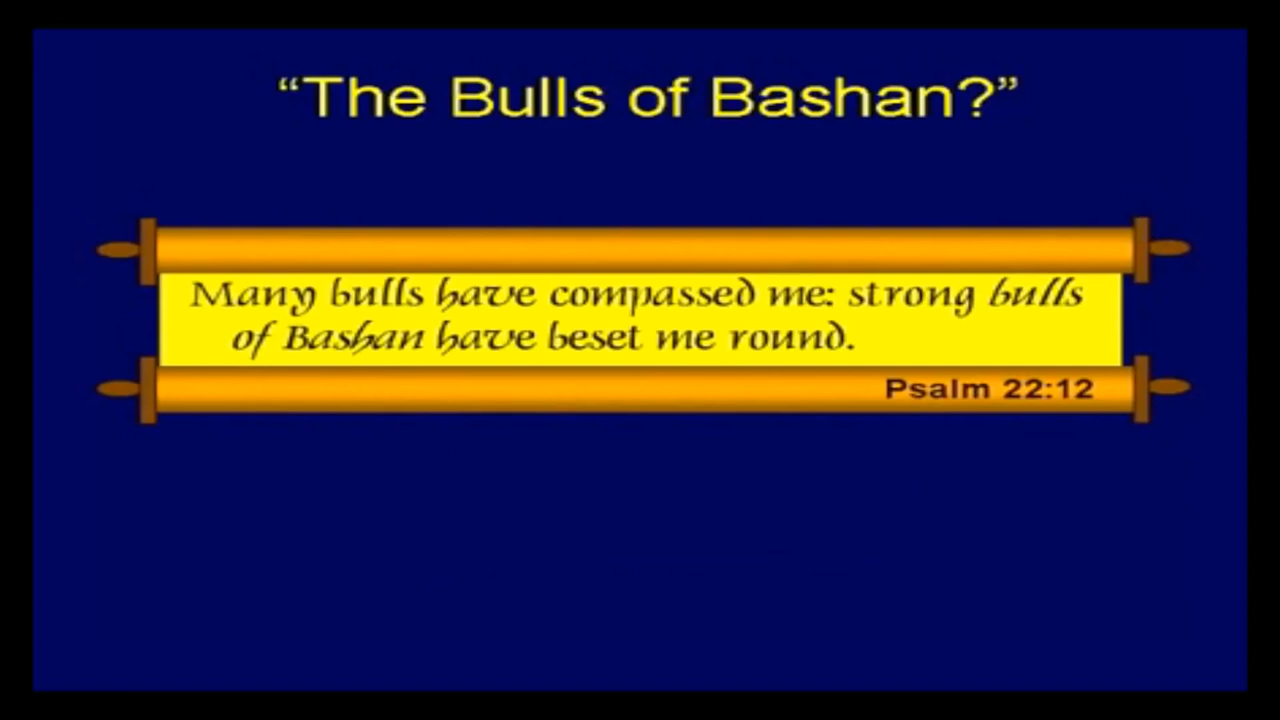 “The Bulls of Bashan?”
Many bulls have compassed me: strong bulls
of Bashan have beset me round.
Psalm 22:12